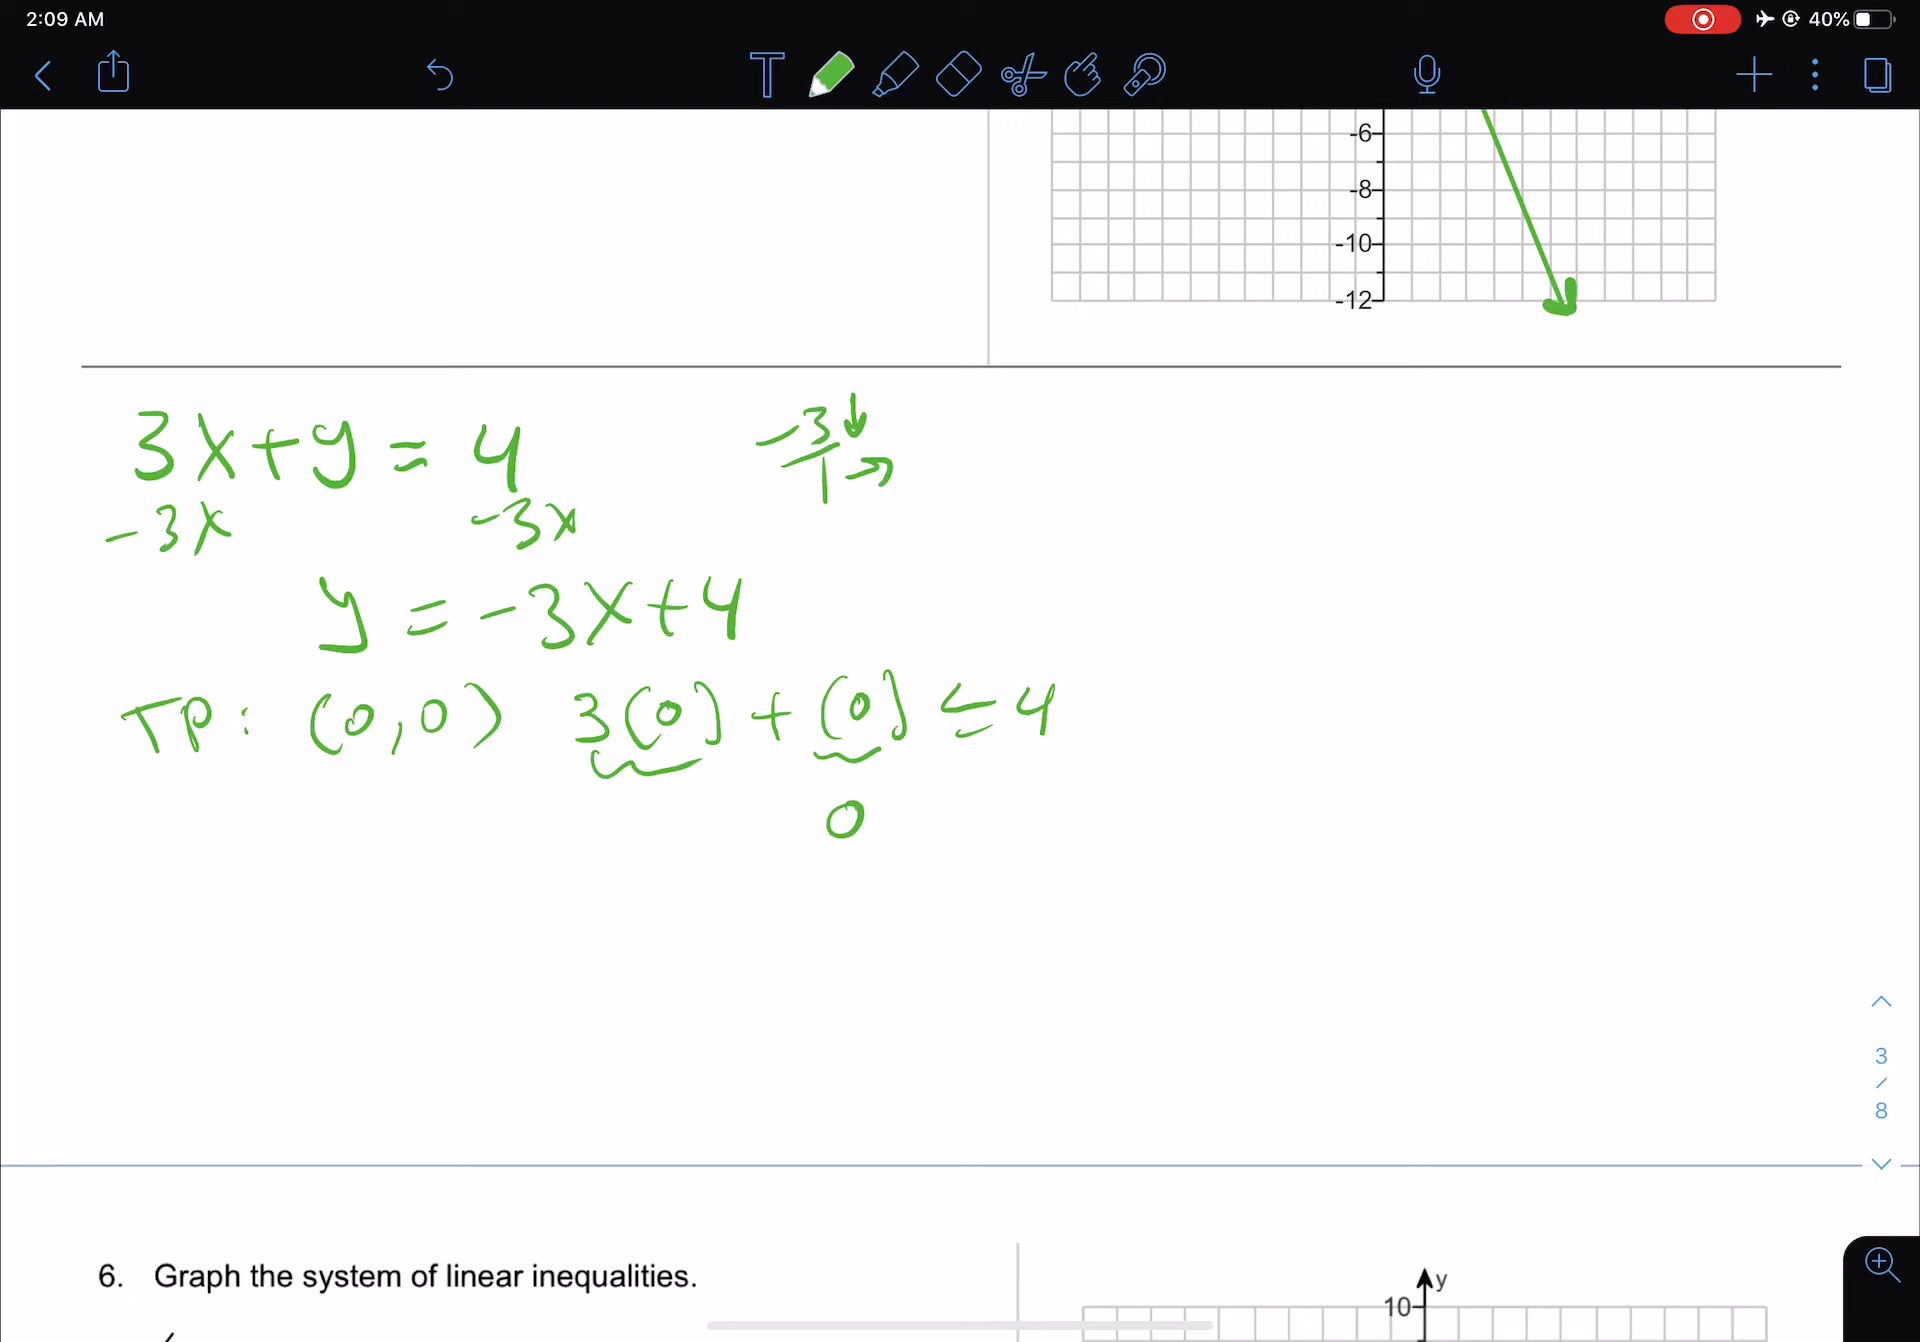 2:09 AM
40%
T
-6
-8
-10
-12
3x+y = 4
-3x -3x
-3
1
y = -3x+4
TP: (0,0) 3(0) + (0) ≤ 4
0
3
/
8
6. Graph the system of linear inequalities.
y
10